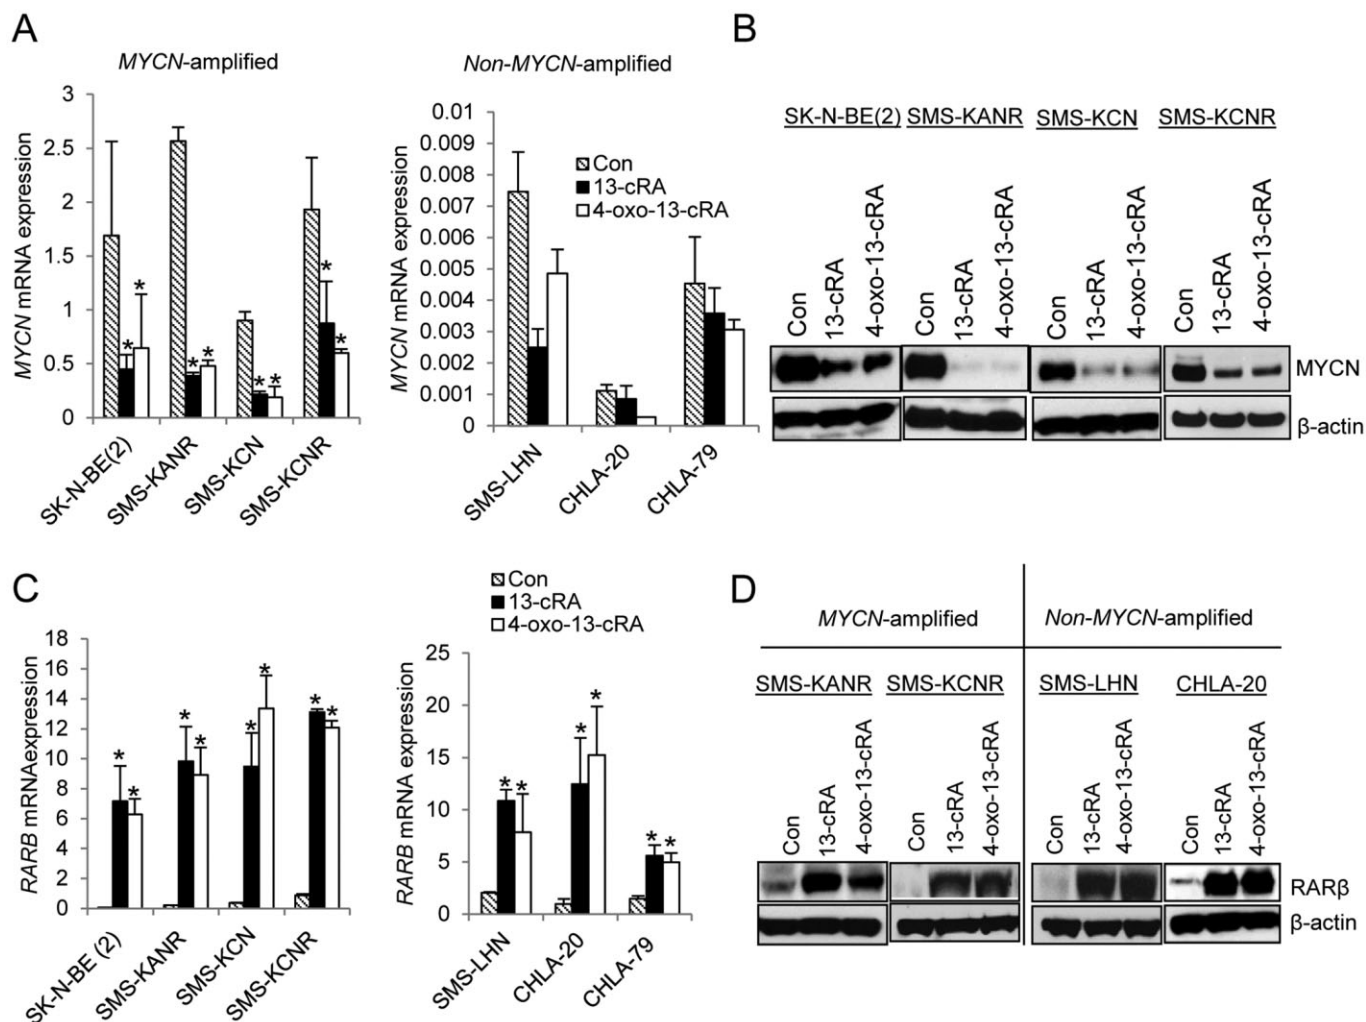 A
MYCN-amplified
MYCN mRNA expression
3
2.5
2
1.5
1
0.5
0
* * * * * * * *
SK-N-BE(2)
SMS-KANR
SMS-KCN
SMS-KCNR
Non-MYCN-amplified
MYCN mRNA expression
0.01
0.009
0.008
0.007
0.006
0.005
0.004
0.003
0.002
0.001
0
Con
13-cRA
4-oxo-13-cRA
SMS-LHN
CHLA-20
CHLA-79
B
SK-N-BE(2) SMS-KANR SMS-KCN SMS-KCNR
Con 13-cRA 4-oxo-13-cRA Con 13-cRA 4-oxo-13-cRA Con 13-cRA 4-oxo-13-cRA Con 13-cRA 4-oxo-13-cRA
MYCN
β-actin
C
RARB mRNAexpression
18
16
14
12
10
8
6
4
2
0
* * * * * * * *
SK-N-BE (2)
SMS-KANR
SMS-KCN
SMS-KCNR
Con
13-cRA
4-oxo-13-cRA
RARB mRNA expression
25
20
15
10
5
0
* * * * * *
SMS-LHN
CHLA-20
CHLA-79
D
MYCN-amplified Non-MYCN-amplified
SMS-KANR SMS-KCNR SMS-LHN CHLA-20
Con 13-cRA 4-oxo-13-cRA Con 13-cRA 4-oxo-13-cRA Con 13-cRA 4-oxo-13-cRA Con 13-cRA 4-oxo-13-cRA
RARβ
β-actin